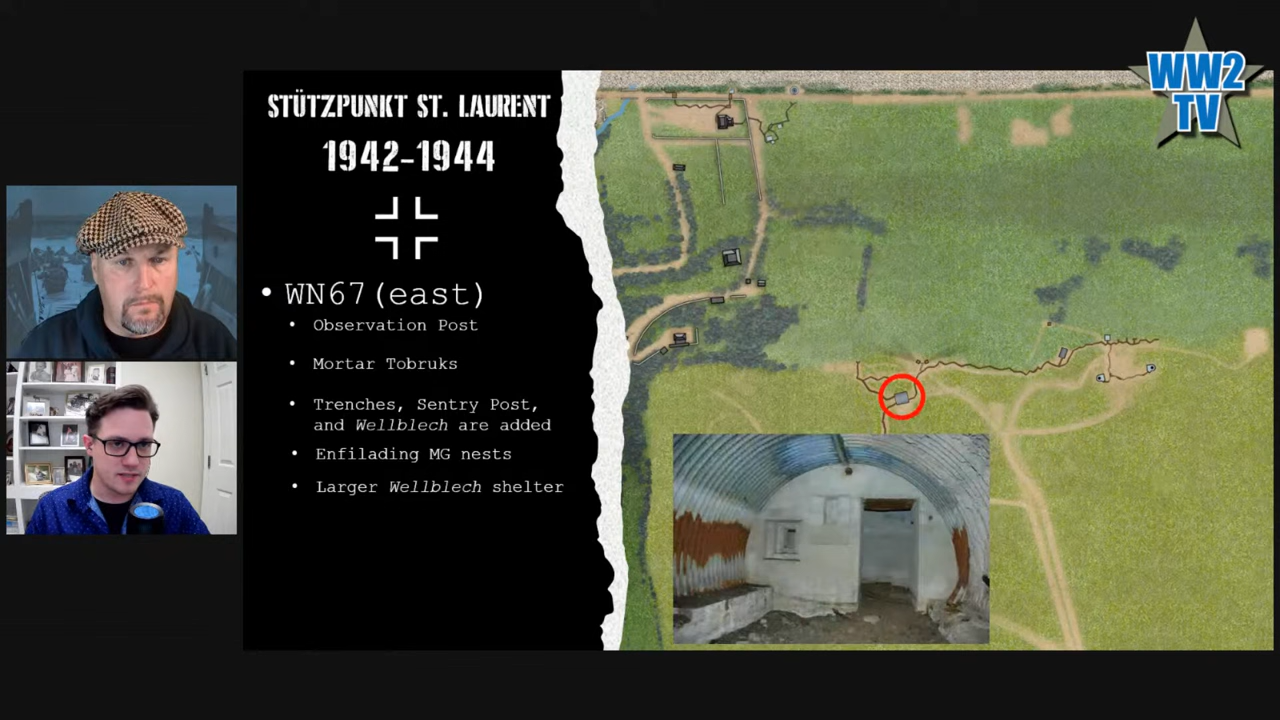 WW2
TV
STÜTZPUNKT ST. LAURENT
1942-1944
• WN67(east)
• Observation Post
• Mortar Tobruks
• Trenches, Sentry Post,
and Wellblech are added
• Enfilading MG nests
• Larger Wellblech shelter